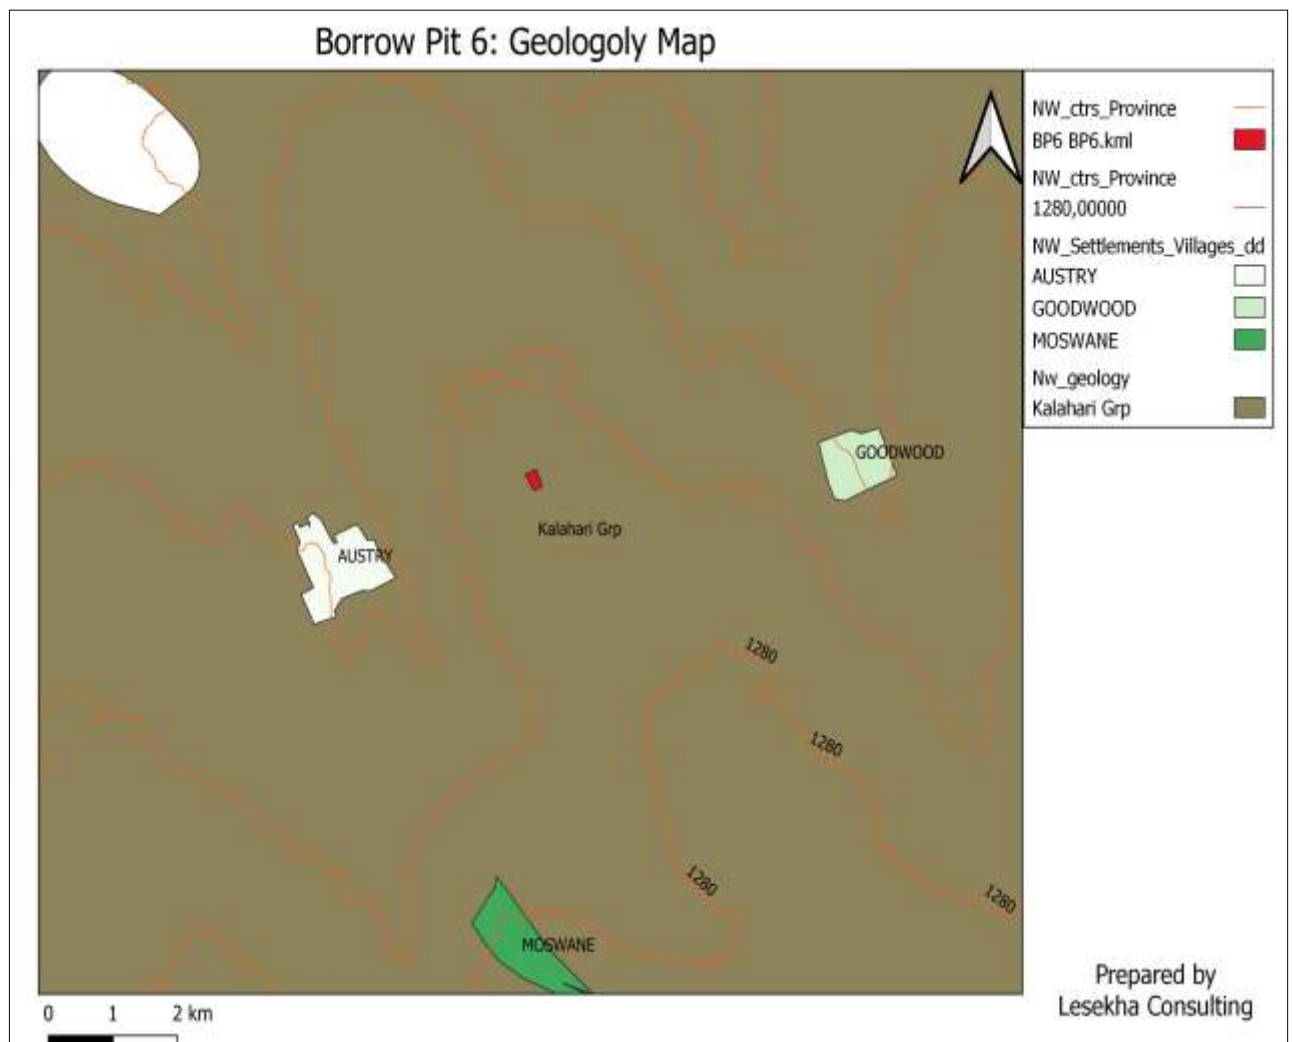 Borrow Pit 6: Geologoly Map
NW_ctrs_Province
BP6 BP6.kml
NW_ctrs_Province
1280,00000
NW_Settlements_Villages_dd
AUSTRY
GOODWOOD
MOSWANE
Nw_geology
Kalahari Grp
GOODWOOD
Kalahari Grp
AUSTRY
1280
1280
1280
1280
MOSWANE
Prepared by
Lesekha Consulting
0 1 2 km